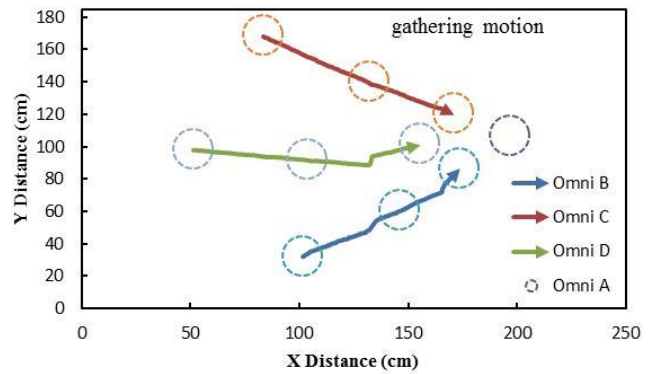 gathering motion
180
160
140
120
100
80
60
40
20
0
Y Distance (cm)
0 50 100 150 200 250
X Distance (cm)
Omni B
Omni C
Omni D
Omni A